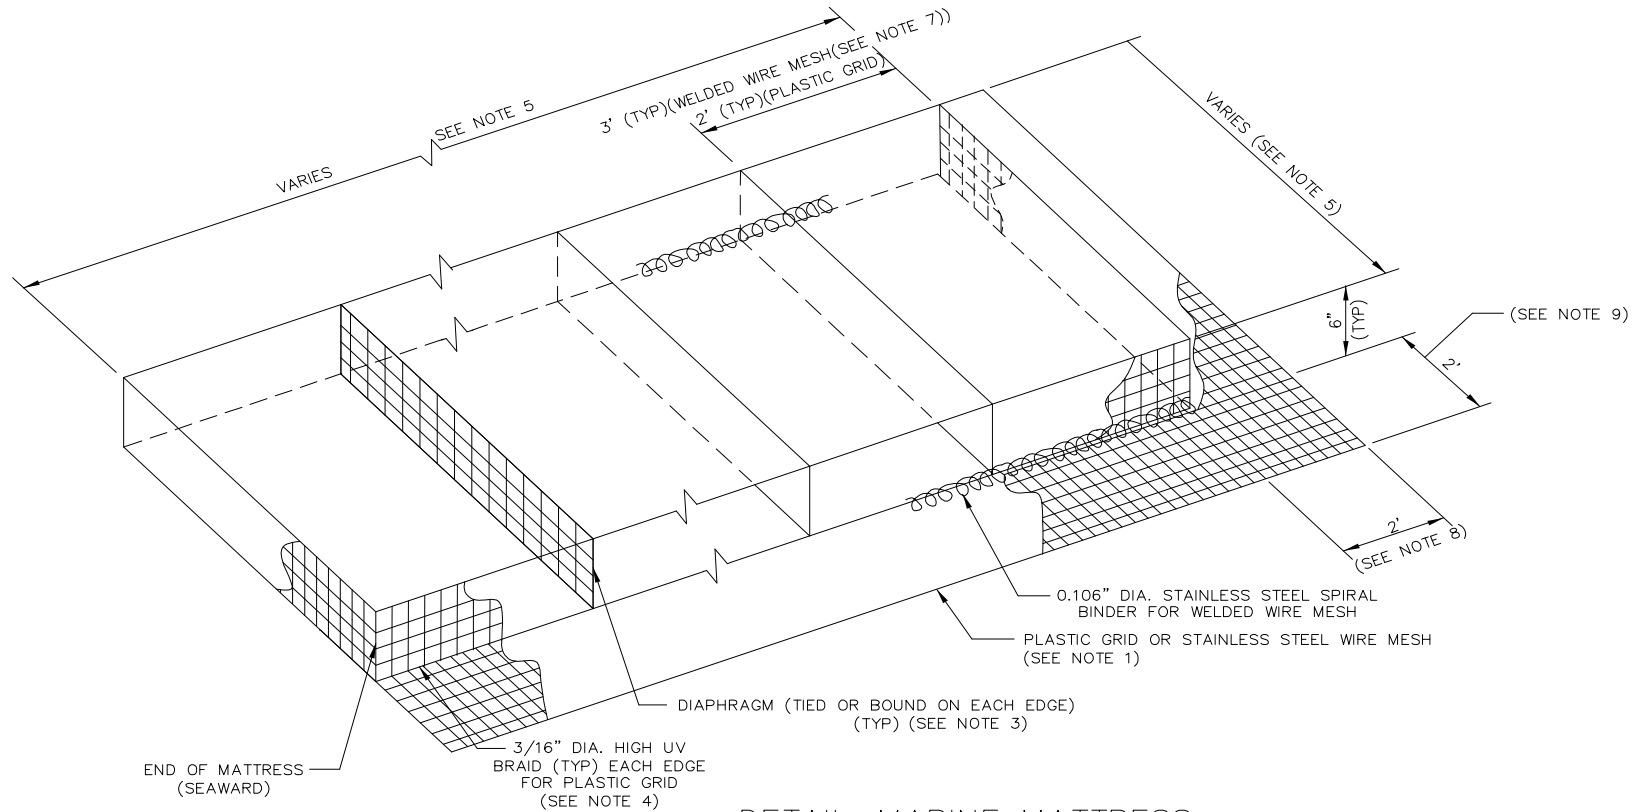 3' (TYP)(WELDED WIRE MESH(SEE NOTE 7))
2' (TYP)(PLASTIC GRID)
SEE NOTE 5
VARIES
VARIES (SEE NOTE 5)
6"
(TYP)
(SEE NOTE 9)
2'
2'
(SEE NOTE 8)
0.106" DIA. STAINLESS STEEL SPIRAL
BINDER FOR WELDED WIRE MESH
PLASTIC GRID OR STAINLESS STEEL WIRE MESH
(SEE NOTE 1)
DIAPHRAGM (TIED OR BOUND ON EACH EDGE)
(TYP) (SEE NOTE 3)
3/16" DIA. HIGH UV
BRAID (TYP) EACH EDGE
FOR PLASTIC GRID
(SEE NOTE 4)
END OF MATTRESS
(SEAWARD)
DETAIL MARINE MATTRESS